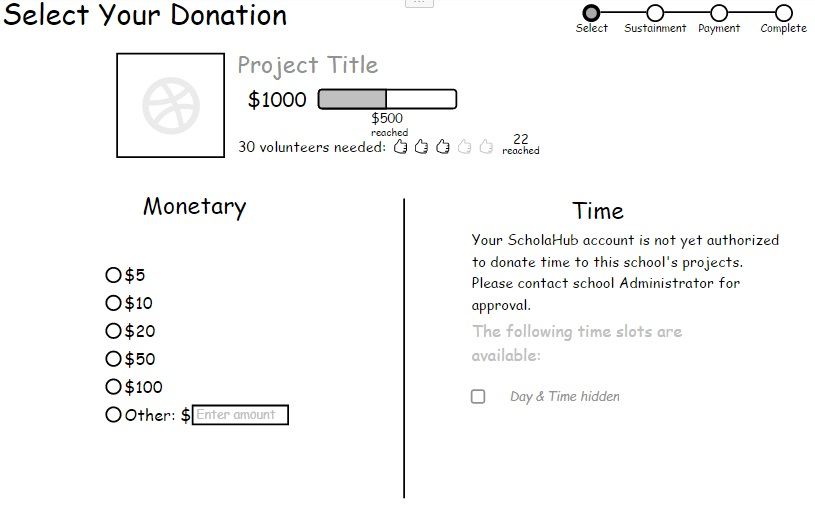 Select Your Donation
Select Sustainment Payment Complete
Project Title
$1000
$500
reached
30 volunteers needed:
22
reached
Monetary
$5
$10
$20
$50
$100
Other: $ Enter amount
Time
Your ScholaHub account is not yet authorized
to donate time to this school's projects.
Please contact school Administrator for
approval.
The following time slots are
available:
Day & Time hidden